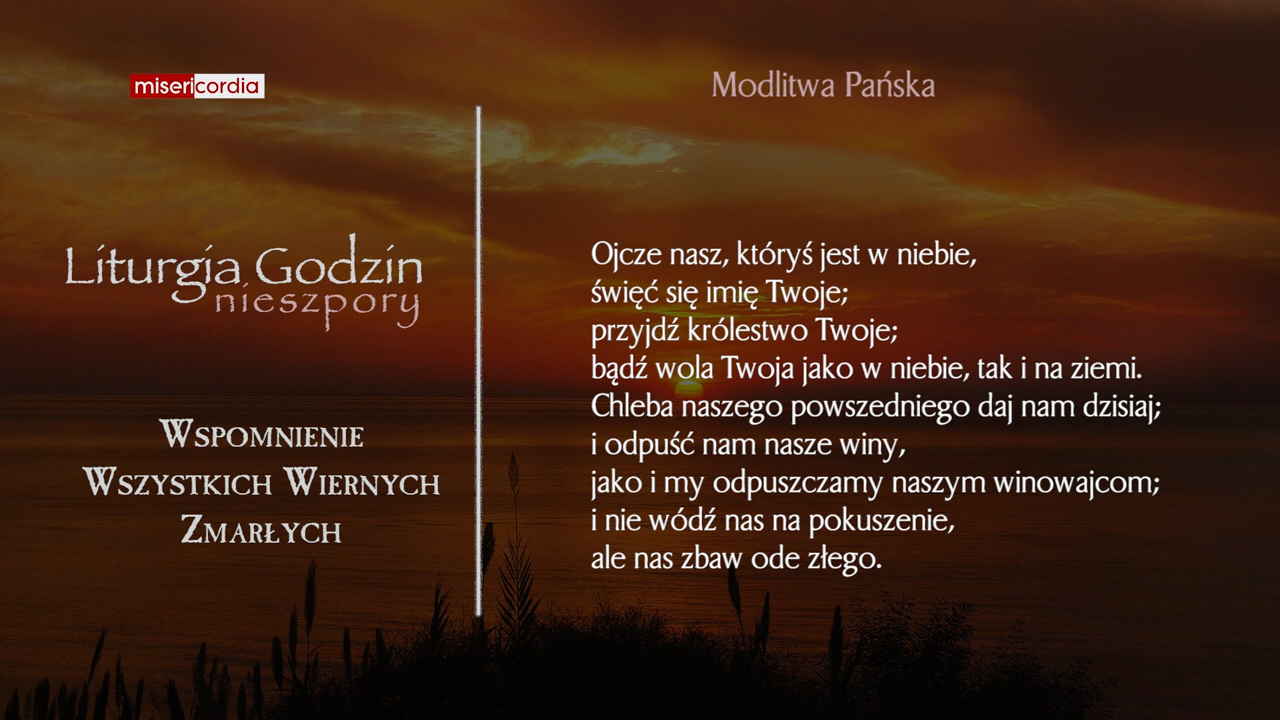 misericordia
Liturgia Godzin
nieszpory
Wspomnienie
Wszystkich Wiernych
Zmarłych
Modlitwa Pańska
Ojcze nasz, któryś jest w niebie,
święć się imię Twoje;
przyjdź królestwo Twoje;
bądź wola Twoja jako w niebie, tak i na ziemi.
Chleba naszego powszedniego daj nam dzisiaj;
i odpuść nam nasze winy,
jako i my odpuszczamy naszym winowajcom;
i nie wódź nas na pokuszenie,
ale nas zbaw ode złego.